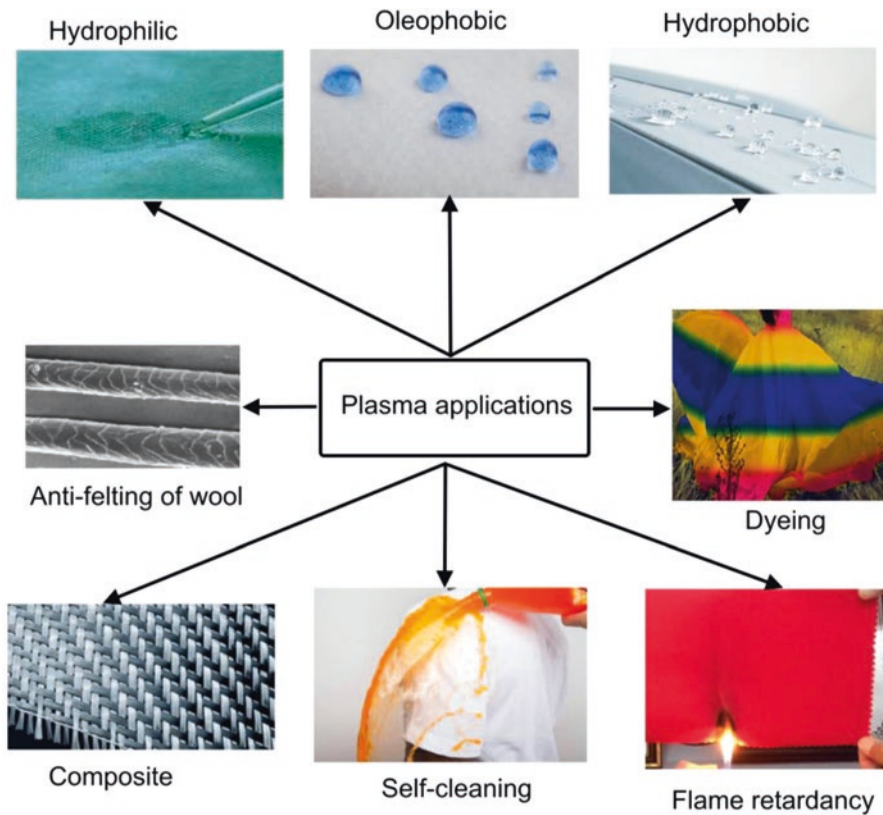 Hydrophilic
Oleophobic
Hydrophobic
Plasma applications
Anti-felting of wool
Dyeing
Composite
Self-cleaning
Flame retardancy